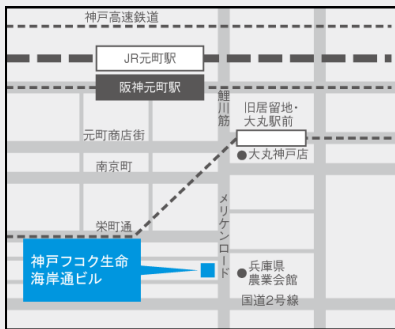 神戸高速鉄道
JR元町駅
阪神元町駅
鯉川筋
旧居留地・
大丸駅前
元町商店街
大丸神戸店
南京町
メリケンロード
栄町通
神戸フコク生命
海岸通ビル
兵庫県
農業会館
国道2号線